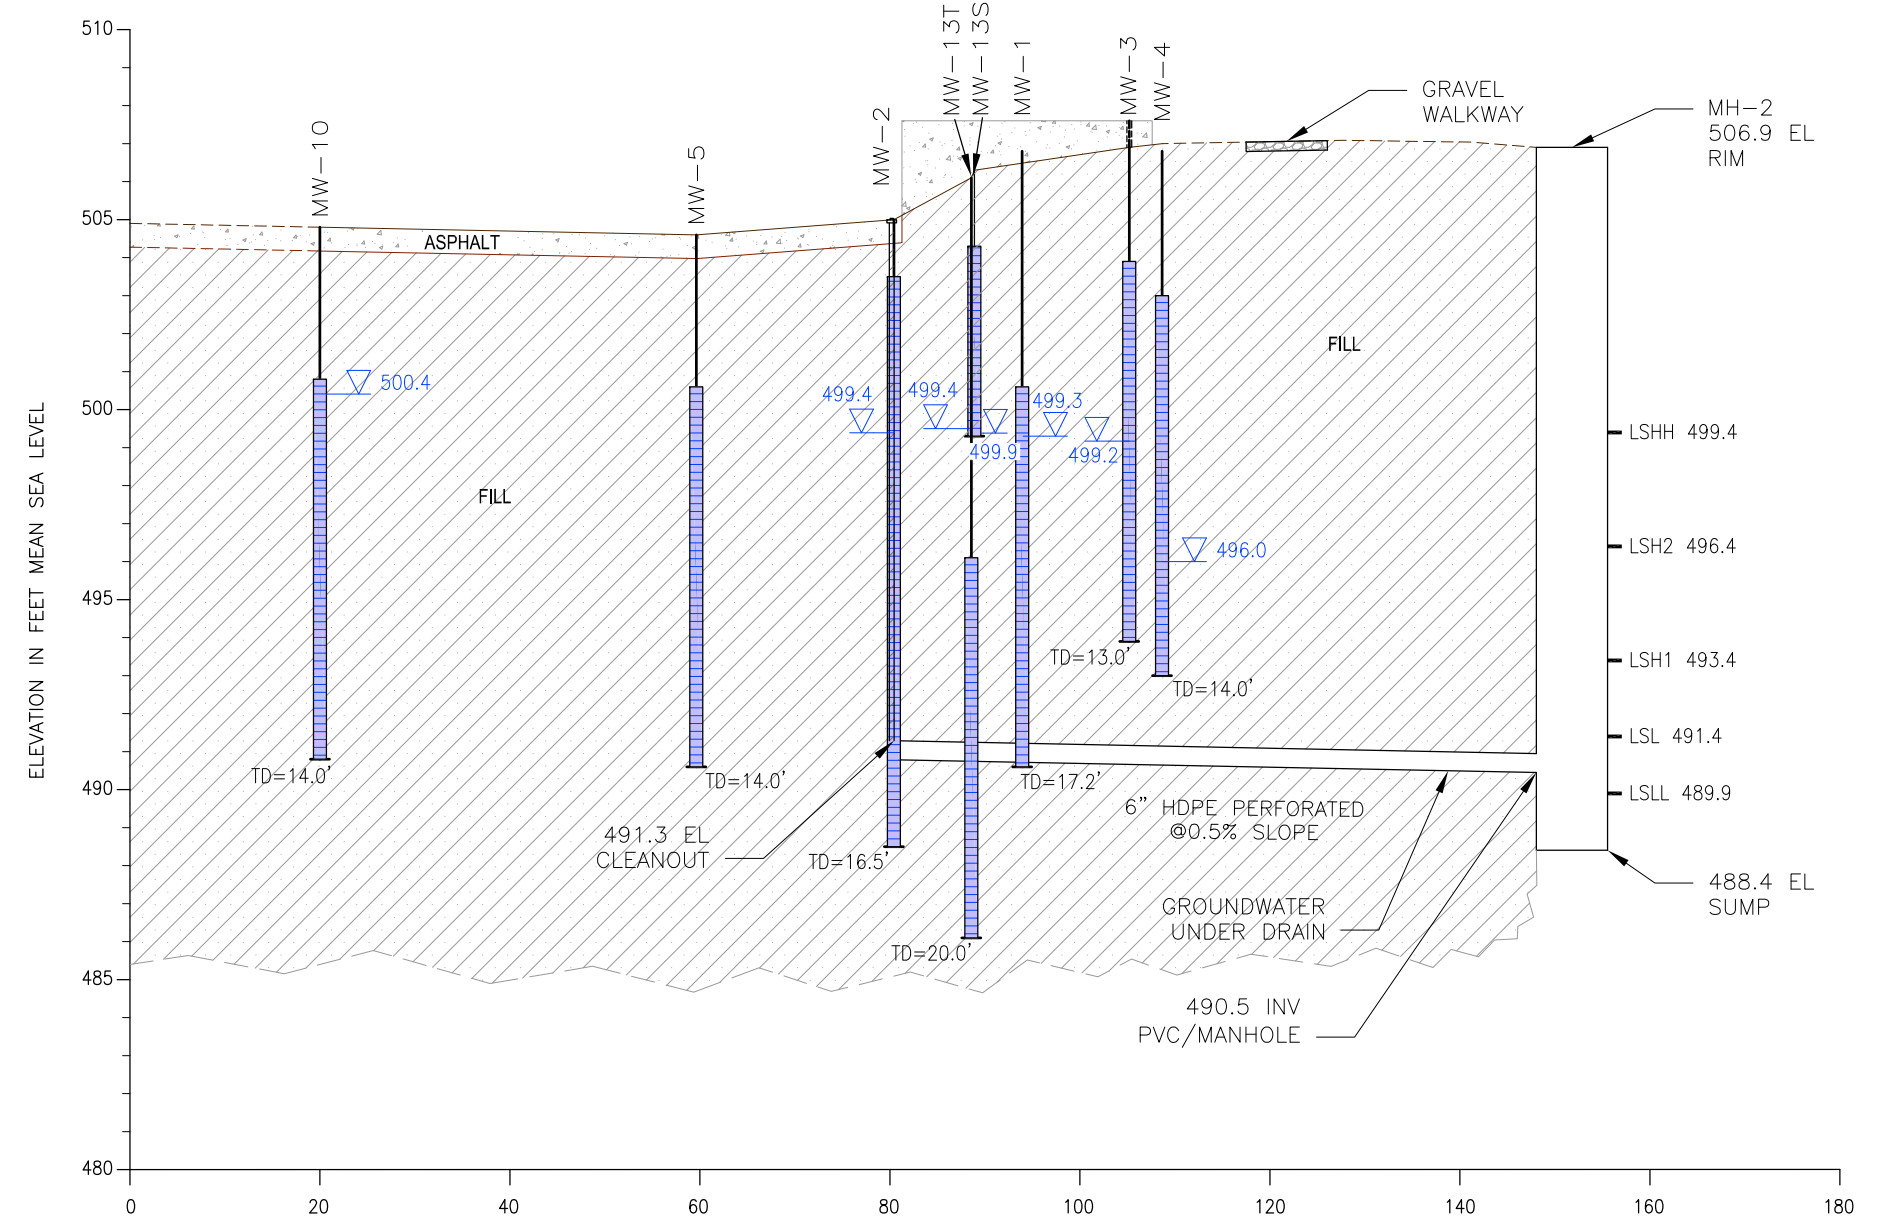 510
505
500
495
490
485
480
ELEVATION IN FEET MEAN SEA LEVEL
0
20
40
60
80
100
120
140
160
180
MW-10
MW-5
MW-2
MW-13T
MW-13S
MW-1
MW-3
MW-4
GRAVEL
WALKWAY
MH-2
506.9 EL
RIM
ASPHALT
FILL
FILL
500.4
499.4
499.4
499.9
499.3
499.2
496.0
LSHH 499.4
LSH2 496.4
LSH1 493.4
LSL 491.4
LSLL 489.9
TD=14.0'
TD=14.0'
TD=16.5'
TD=20.0'
TD=17.2'
TD=13.0'
TD=14.0'
491.3 EL
CLEANOUT
6" HDPE PERFORATED
@0.5% SLOPE
GROUNDWATER
UNDER DRAIN
490.5 INV
PVC/MANHOLE
488.4 EL
SUMP